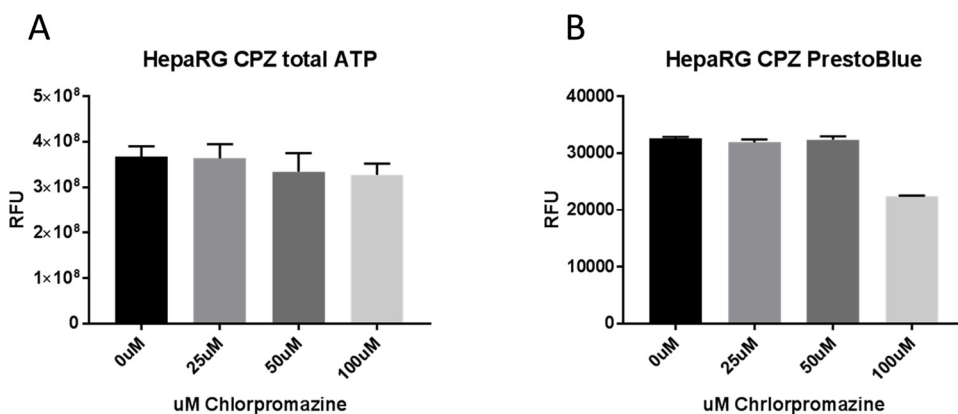 A
HepaRG CPZ total ATP
5×10⁸
4×10⁸
3×10⁸
2×10⁸
1×10⁸
0
RFU
0uM
25uM
50uM
100uM
uM Chlorpromazine
B
HepaRG CPZ PrestoBlue
40000
30000
20000
10000
0
RFU
0uM
25uM
50uM
100uM
uM Chrlorpromazine